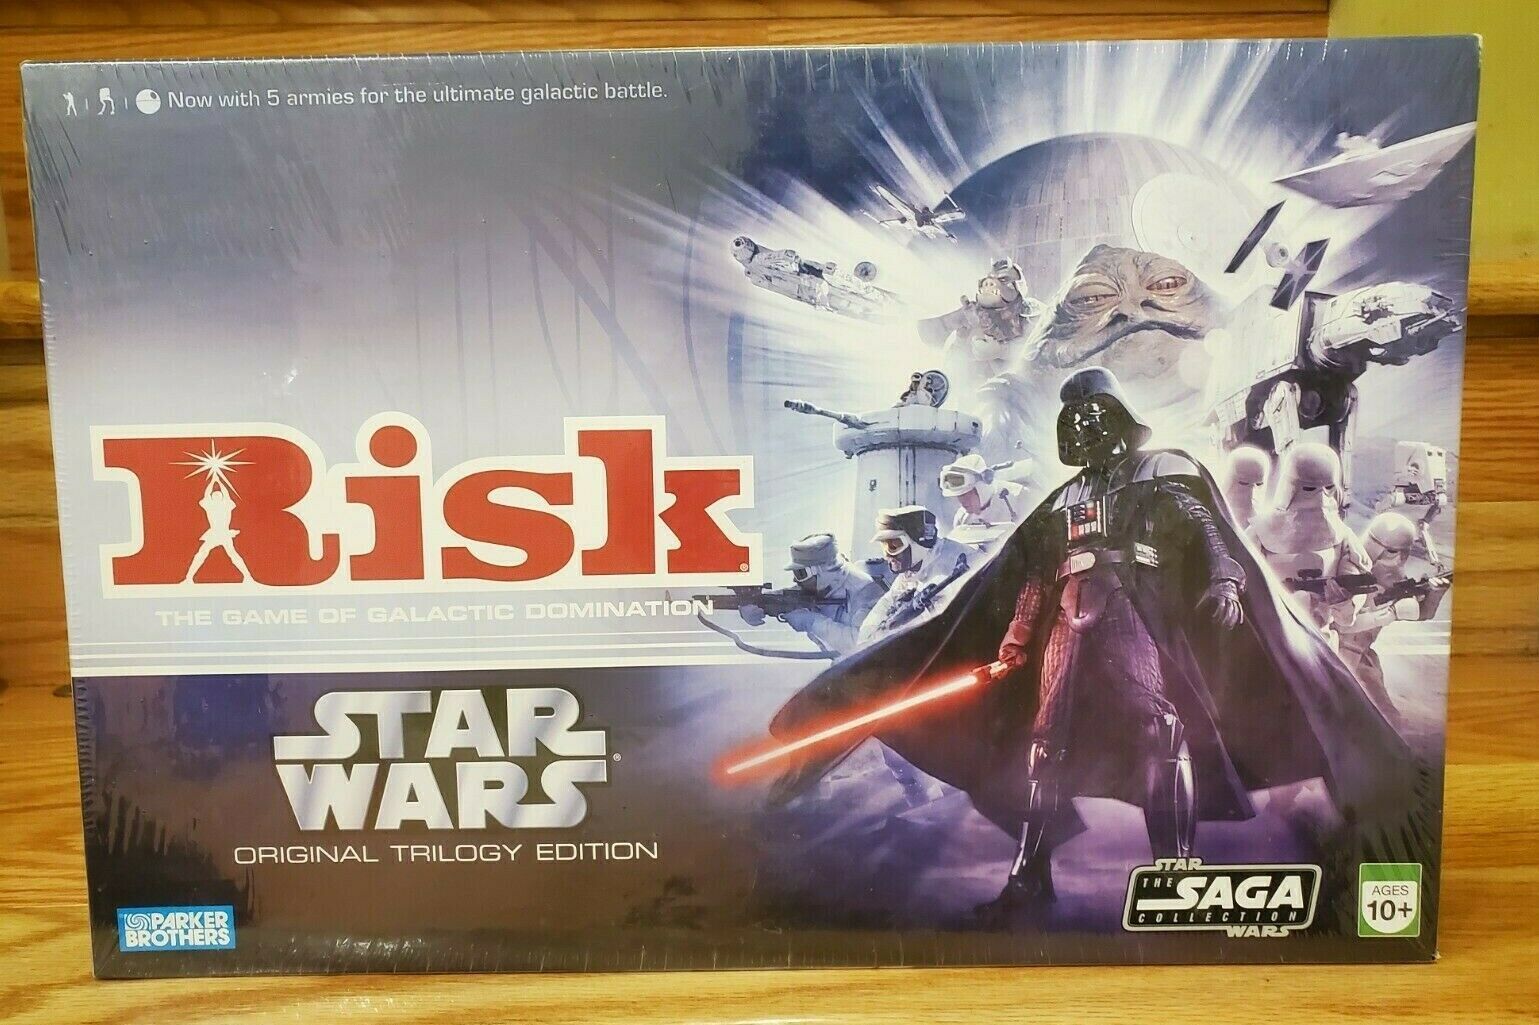 Now with 5 armies for the ultimate galactic battle.
Risk
THE GAME OF GALACTIC DOMINATION
STAR
WARS
ORIGINAL TRILOGY EDITION
PARKER
BROTHERS
STAR
THE
SAGA
COLLECTION
WARS
AGES
10+